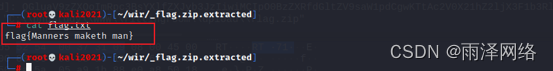 (root💀kali2021)-[~/wir/_flag.zip.extracted]
# cat flag.txt
flag{Manners maketh man}
(root💀kali2021)-[~/wir/_flag.zip.extracted]
CSDN @雨泽网络